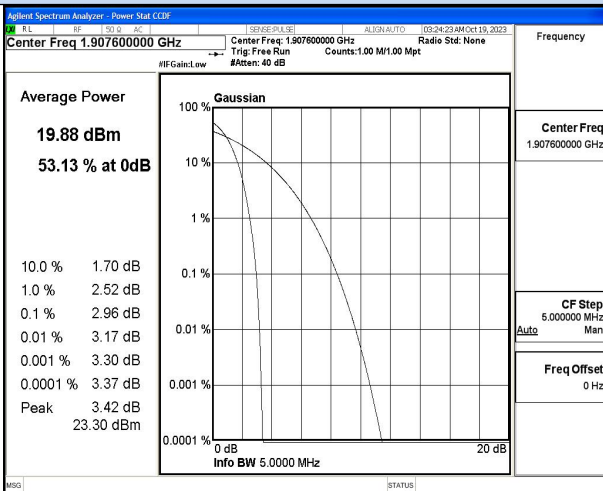 Agilent Spectrum Analyzer - Power Stat CCDF
RL RF 50 Ω AC SENSE:PULSE ALIGN AUTO 03:24:23 AM Oct 19, 2023
Center Freq 1.907600000 GHz
Center Freq: 1.907600000 GHz Radio Std: None
Trig: Free Run Counts:1.00 M/1.00 Mpt
#IFGain:Low #Atten: 40 dB
Frequency
Average Power
19.88 dBm
53.13 % at 0dB
10.0 % 1.70 dB
1.0 % 2.52 dB
0.1 % 2.96 dB
0.01 % 3.17 dB
0.001 % 3.30 dB
0.0001 % 3.37 dB
Peak 3.42 dB
23.30 dBm
Gaussian
100 %
10 %
1 %
0.1 %
0.01 %
0.001 %
0.0001 %
0 dB 20 dB
Info BW 5.0000 MHz
Center Freq
1.907600000 GHz
CF Step
5.000000 MHz
Auto Man
Freq Offset
0 Hz
MSG STATUS